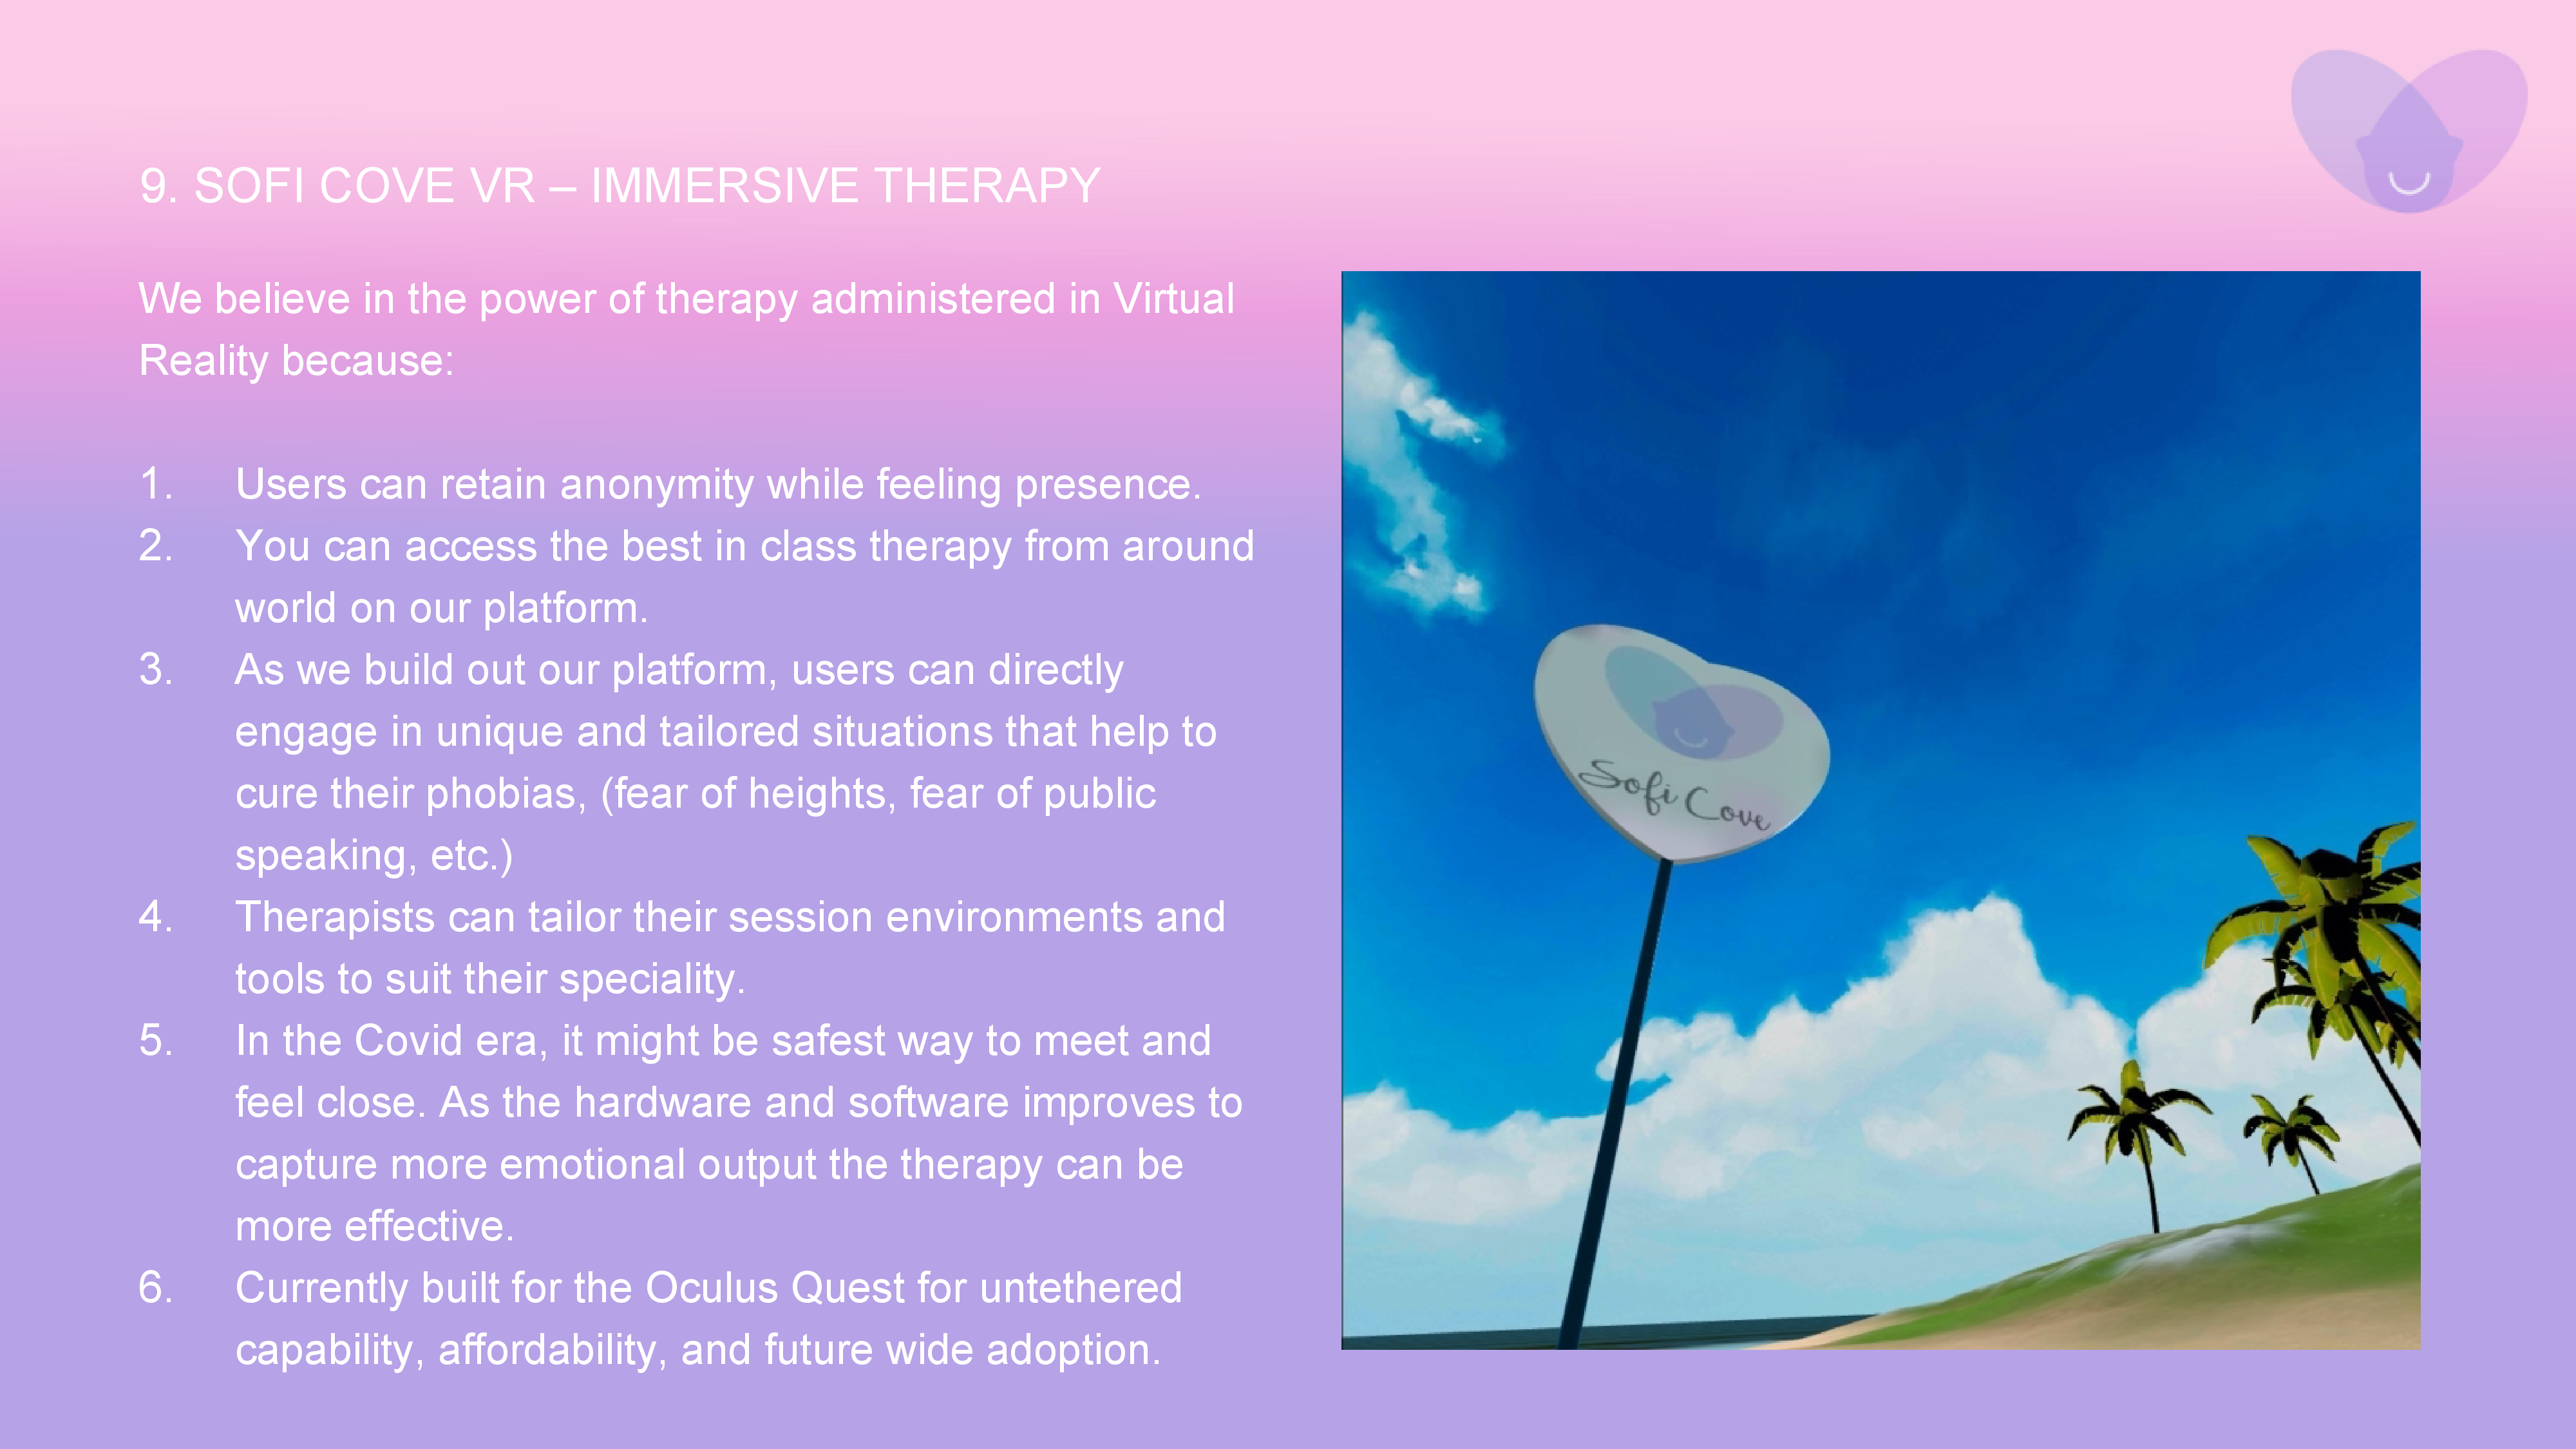 9. SOFI COVE VR – IMMERSIVE THERAPY
We believe in the power of therapy administered in Virtual
Reality because:
1. Users can retain anonymity while feeling presence.
2. You can access the best in class therapy from around
world on our platform.
3. As we build out our platform, users can directly
engage in unique and tailored situations that help to
cure their phobias, (fear of heights, fear of public
speaking, etc.)
4. Therapists can tailor their session environments and
tools to suit their speciality.
5. In the Covid era, it might be safest way to meet and
feel close. As the hardware and software improves to
capture more emotional output the therapy can be
more effective.
6. Currently built for the Oculus Quest for untethered
capability, affordability, and future wide adoption.
Sofi Cove